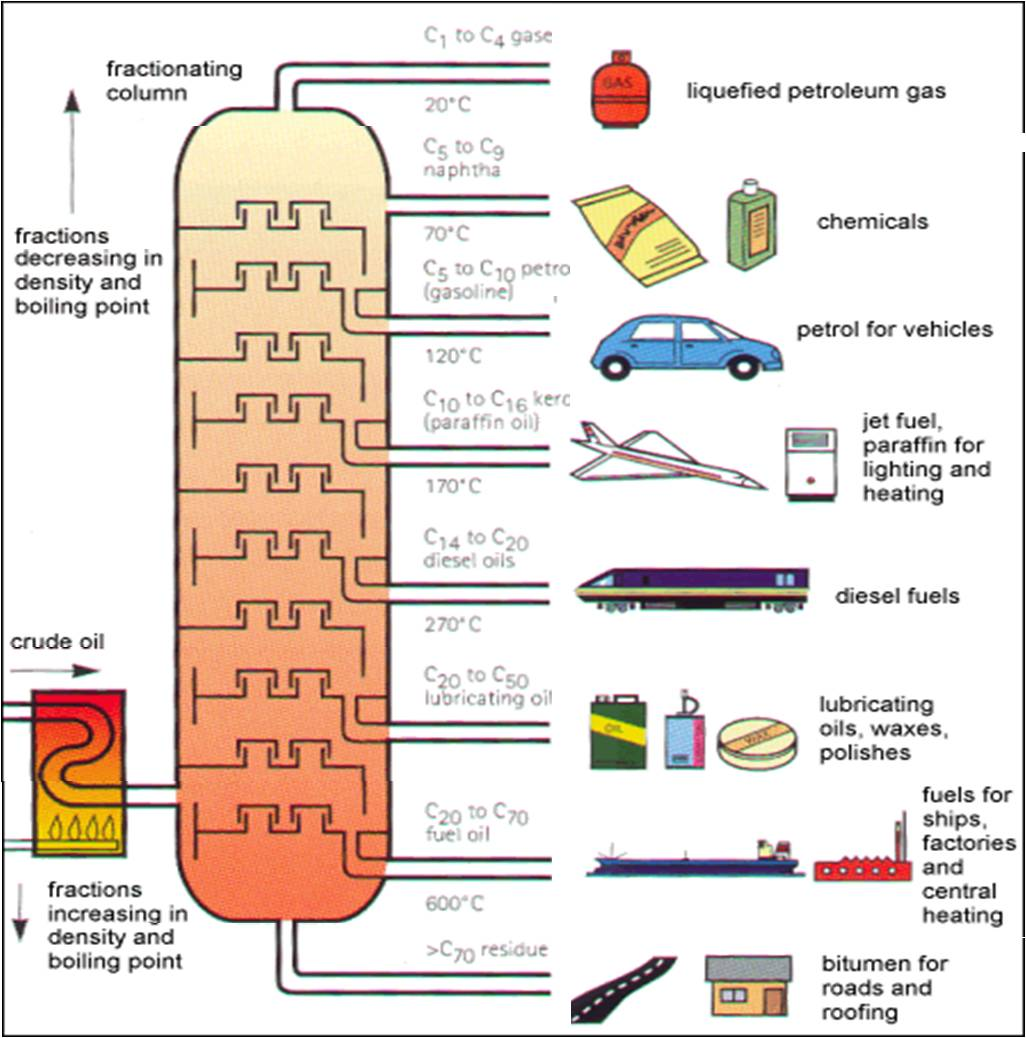 fractionating
column
fractions
decreasing in
density and
boiling point
crude oil
fractions
increasing in
density and
boiling point
C1 to C4 gase
20°C
C5 to C9
naphtha
70°C
C5 to C10 petro
(gasoline)
120°C
C10 to C16 kero
(paraffin oil)
170°C
C14 to C20
diesel oils
270°C
C20 to C50
lubricating oil
C20 to C70
fuel oil
600°C
>C70 residue
GAS
liquefied petroleum gas
chemicals
petrol for vehicles
jet fuel,
paraffin for
lighting and
heating
diesel fuels
OIL
WAX
lubricating
oils, waxes,
polishes
fuels for
ships,
factories
and
central
heating
bitumen for
roads and
roofing